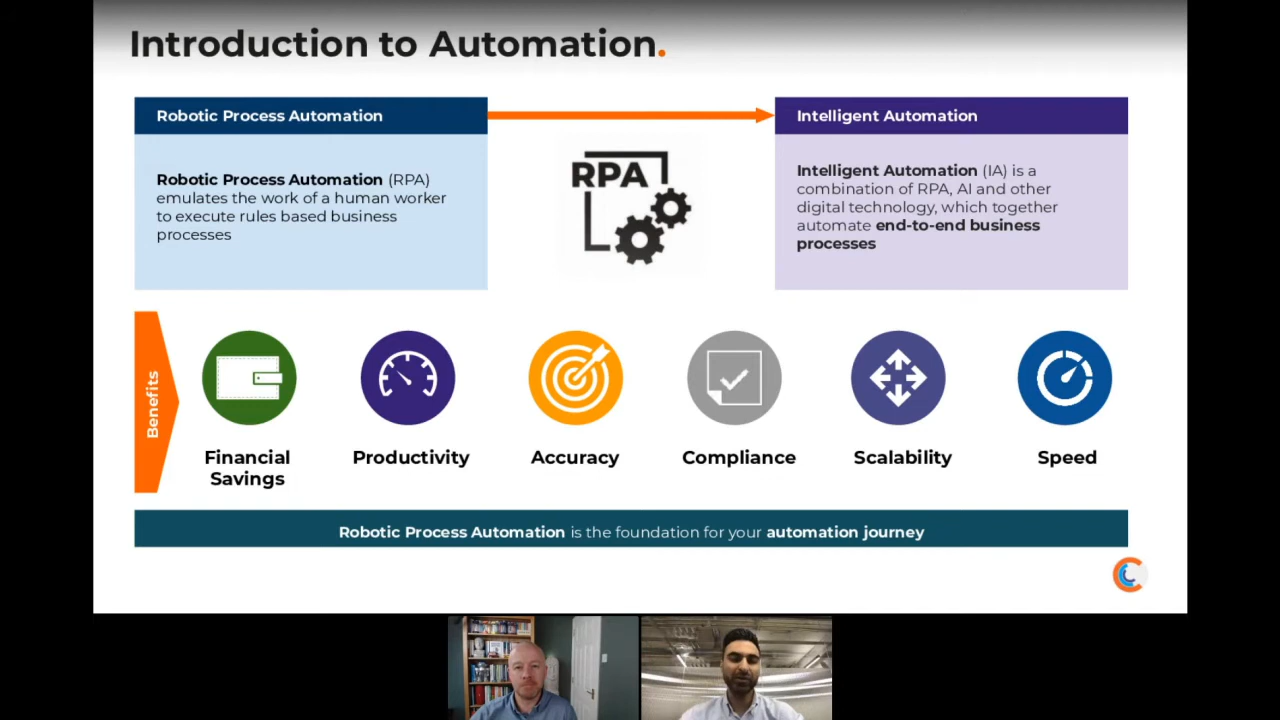 Introduction to Automation.
Robotic Process Automation
Robotic Process Automation (RPA)
emulates the work of a human worker
to execute rules based business
processes
RPA
Intelligent Automation
Intelligent Automation (IA) is a
combination of RPA, AI and other
digital technology, which together
automate end-to-end business
processes
Benefits
Financial
Savings
Productivity
Accuracy
Compliance
Scalability
Speed
Robotic Process Automation is the foundation for your automation journey